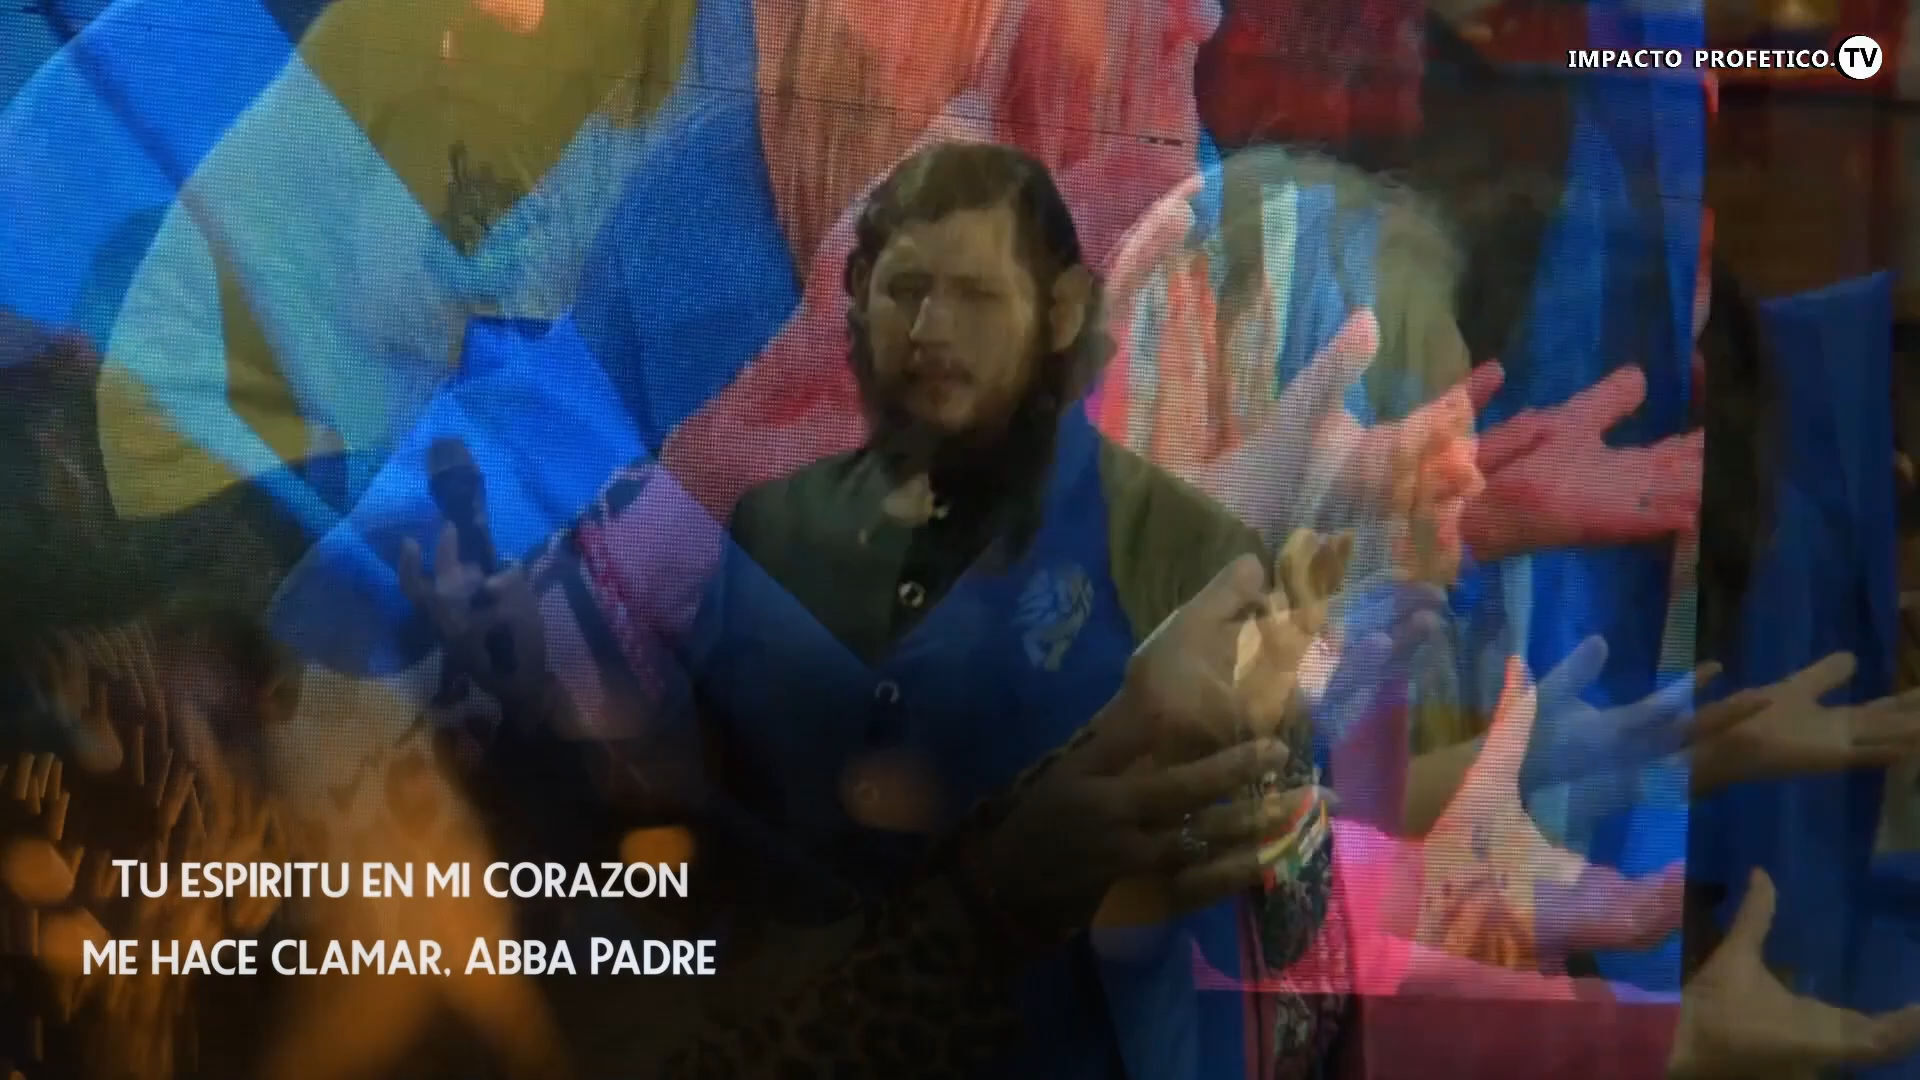 IMPACTO PROFETICO.TV
TU ESPIRITU EN MI CORAZON
ME HACE CLAMAR, ABBA PADRE